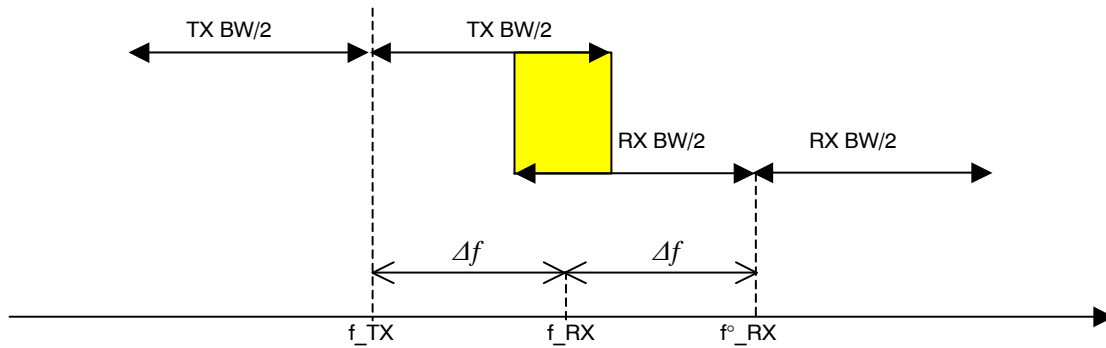 TX BW/2
TX BW/2
RX BW/2
RX BW/2
Δf
Δf
f_TX
f_RX
f°_RX